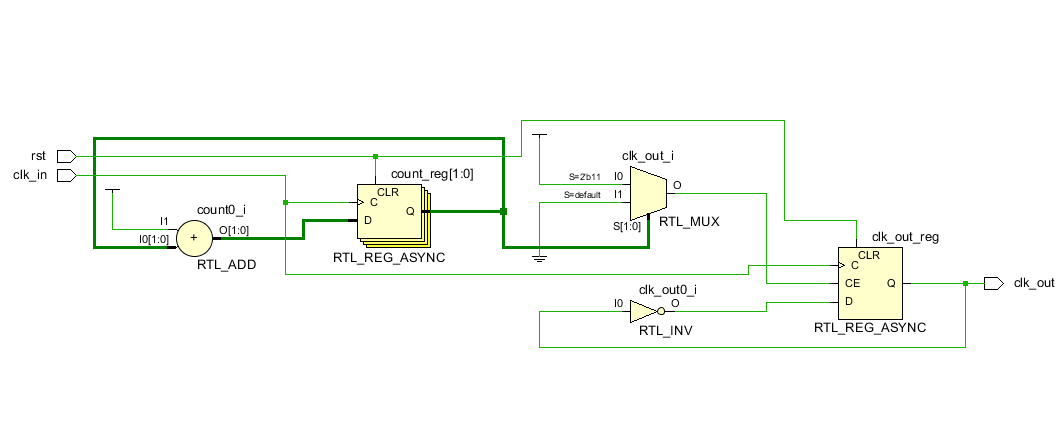 rst
clk_in
count0_i
I1
I0[1:0]
+
O[1:0]
RTL_ADD
count_reg[1:0]
CLR
C
D
Q
RTL_REG_ASYNC
clk_out_i
S=2'b11
I0
S=default
I1
S[1:0]
O
RTL_MUX
clk_out0_i
I0
O
RTL_INV
clk_out_reg
CLR
C
CE
D
Q
RTL_REG_ASYNC
clk_out